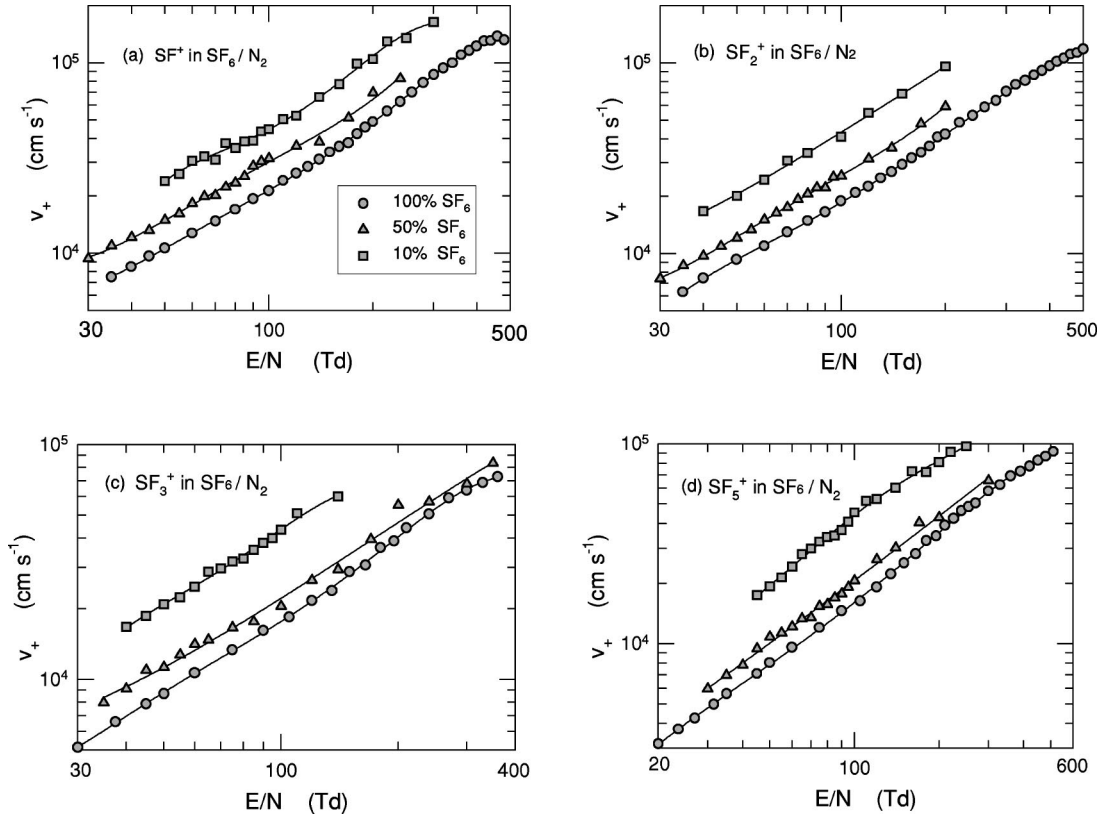 (a) SF⁺ in SF₆ / N₂
10⁵
10⁴
v₊ (cm s⁻¹)
100% SF₆
50% SF₆
10% SF₆
30 100 500
E/N (Td)
(b) SF₂⁺ in SF₆ / N₂
10⁵
10⁴
v₊ (cm s⁻¹)
30 100 500
E/N (Td)
(c) SF₃⁺ in SF₆ / N₂
10⁵
10⁴
v₊ (cm s⁻¹)
30 100 400
E/N (Td)
(d) SF₅⁺ in SF₆ / N₂
10⁵
10⁴
v₊ (cm s⁻¹)
20 100 600
E/N (Td)